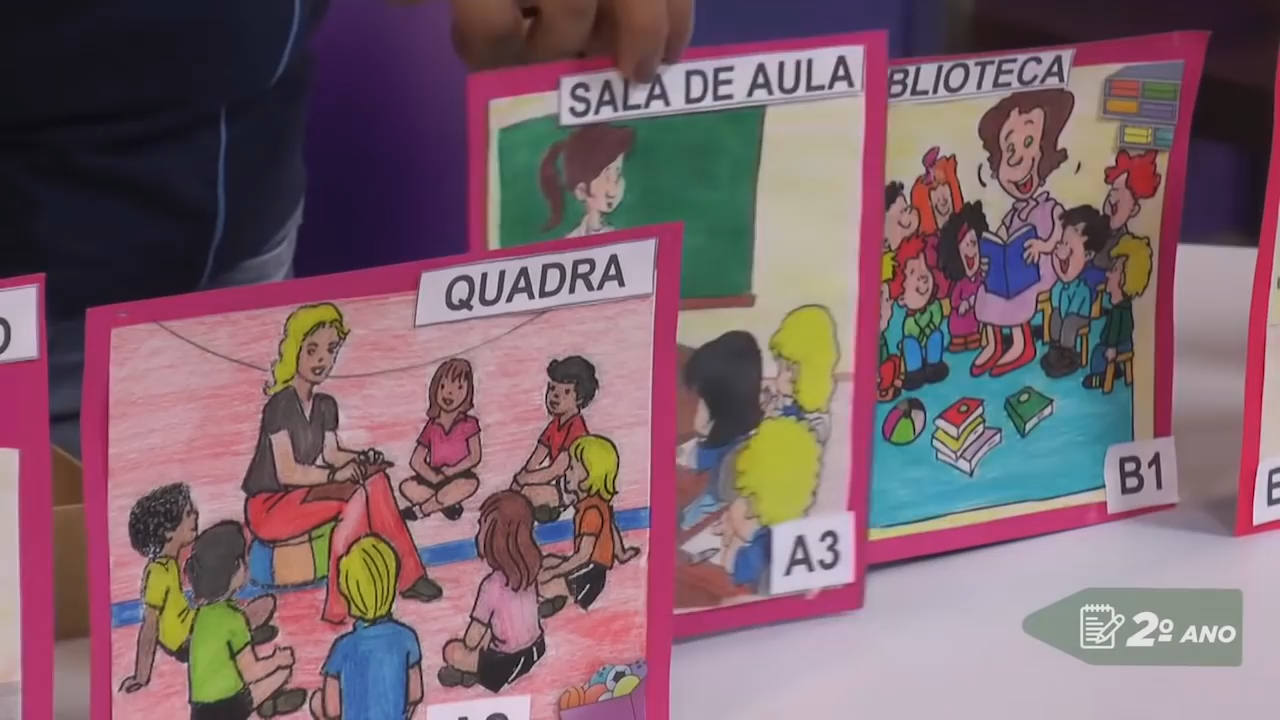 SALA DE AULA
BLIOTECA
QUADRA
B1
A3
2º ANO